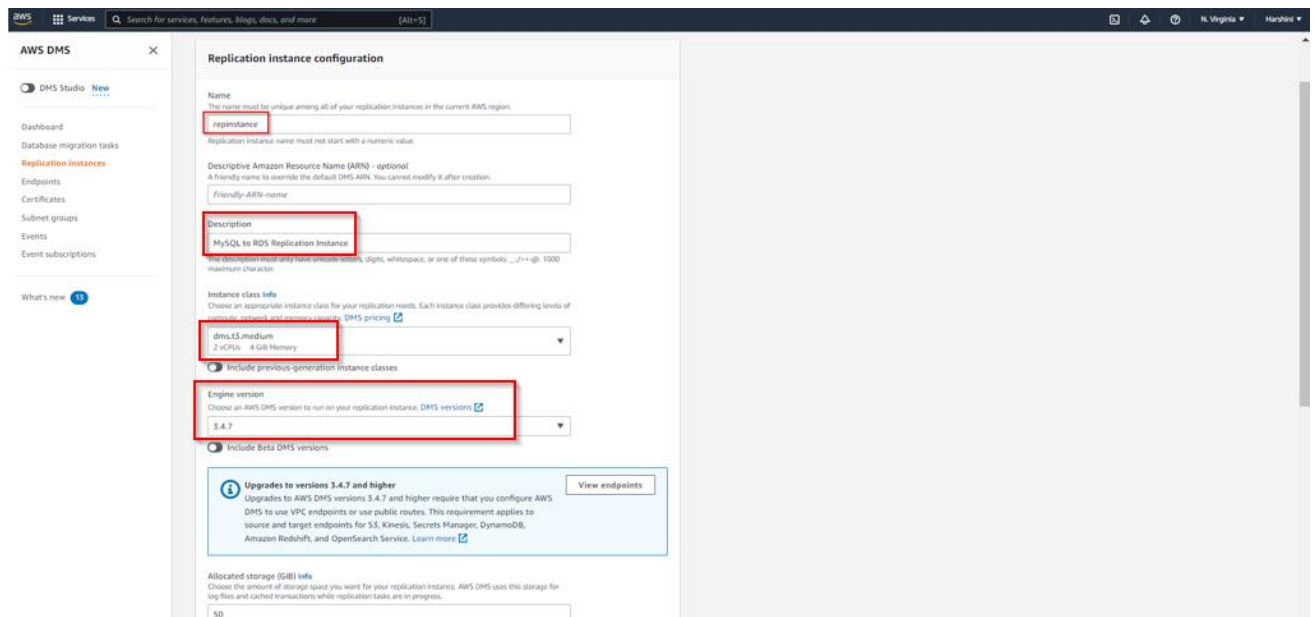 aws Services Search for services, features, blogs, docs, and more [Alt+S] N. Virginia Harshini
AWS DMS
DMS Studio New
Dashboard
Database migration tasks
Replication instances
Endpoints
Certificates
Subnet groups
Events
Event subscriptions
What's new 13
Replication instance configuration
Name
The name must be unique among all of your replication instances in the current AWS region.
repinstance
Replication instance name must not start with a numeric value
Descriptive Amazon Resource Name (ARN) - optional
A friendly name to override the default DMS ARN. You cannot modify it after creation.
Friendly-ARN-name
Description
MySQL to RDS Replication Instance
The description must only have unicode letters, digits, whitespace, or one of these symbols: _.:/=+-@. 1000
maximum character.
Instance class Info
Choose an appropriate instance class for your replication needs. Each instance class provides differing levels of
compute, network and memory capacity. DMS pricing
dms.t3.medium
2 vCPUs 4 GiB Memory
Include previous-generation instance classes
Engine version
Choose an AWS DMS version to run on your replication instance. DMS versions
3.4.7
Include Beta DMS versions
Upgrades to versions 3.4.7 and higher
View endpoints
Upgrades to AWS DMS versions 3.4.7 and higher require that you configure AWS
DMS to use VPC endpoints or use public routes. This requirement applies to
source and target endpoints for S3, Kinesis, Secrets Manager, DynamoDB,
Amazon Redshift, and OpenSearch Service. Learn more
Allocated storage (GiB) Info
Choose the amount of storage space you want for your replication instance. AWS DMS uses this storage for
log files and cached transactions while replication tasks are in progress.
50